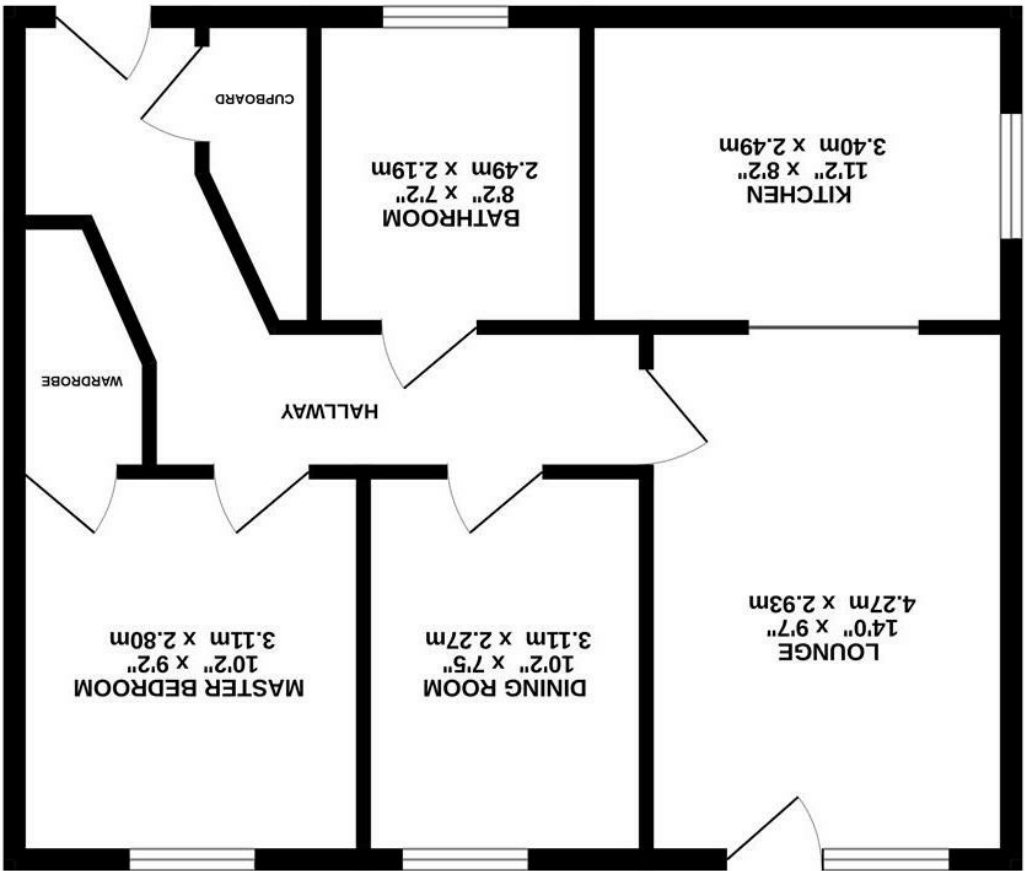 MASTER BEDROOM
10'2" x 9'2"
3.11m x 2.80m
DINING ROOM
10'2" x 7'5"
3.11m x 2.27m
LOUNGE
14'0" x 9'7"
4.27m x 2.93m
HALLWAY
WARDROBE
BATHROOM
8'2" x 7'2"
2.49m x 2.19m
KITCHEN
11'2" x 8'2"
3.40m x 2.49m
CUPBOARD